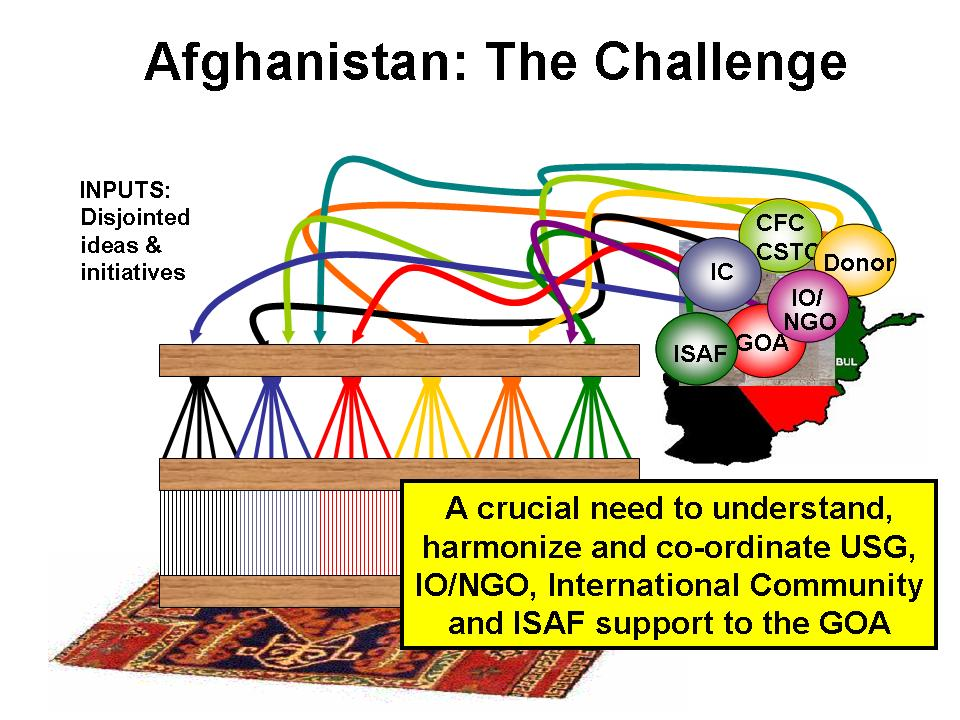 Afghanistan: The Challenge
INPUTS:
Disjointed
ideas &
initiatives
CFC
CSTC
Donor
IC
IO/
NGO
GOA
ISAF
BUL
A crucial need to understand,
harmonize and co-ordinate USG,
IO/NGO, International Community
and ISAF support to the GOA